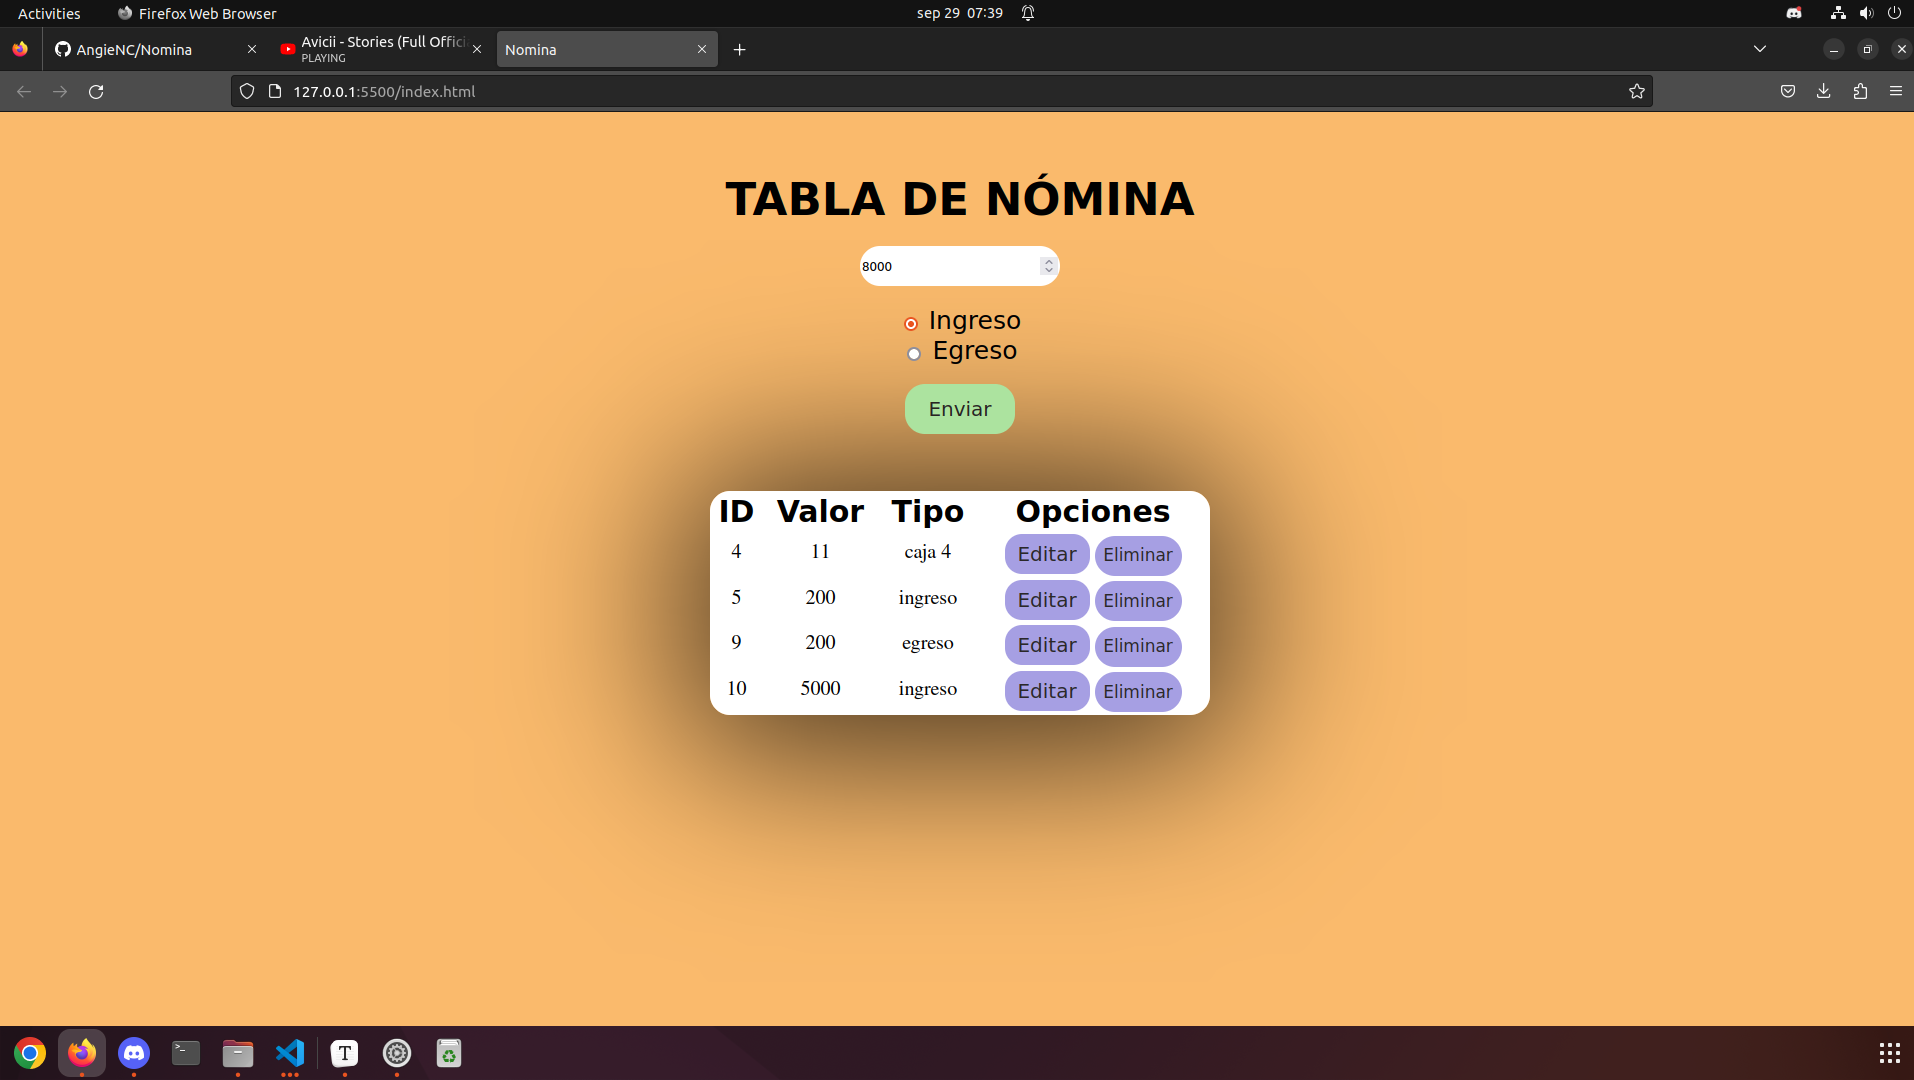 Activities
Firefox Web Browser
sep 29 07:39
AngieNC/Nomina
Avicii - Stories (Full Offici
PLAYING
Nomina
127.0.0.1:5500/index.html
TABLA DE NÓMINA
8000
Ingreso
Egreso
Enviar
ID Valor Tipo Opciones
4 11 caja 4 Editar Eliminar
5 200 ingreso Editar Eliminar
9 200 egreso Editar Eliminar
10 5000 ingreso Editar Eliminar
T